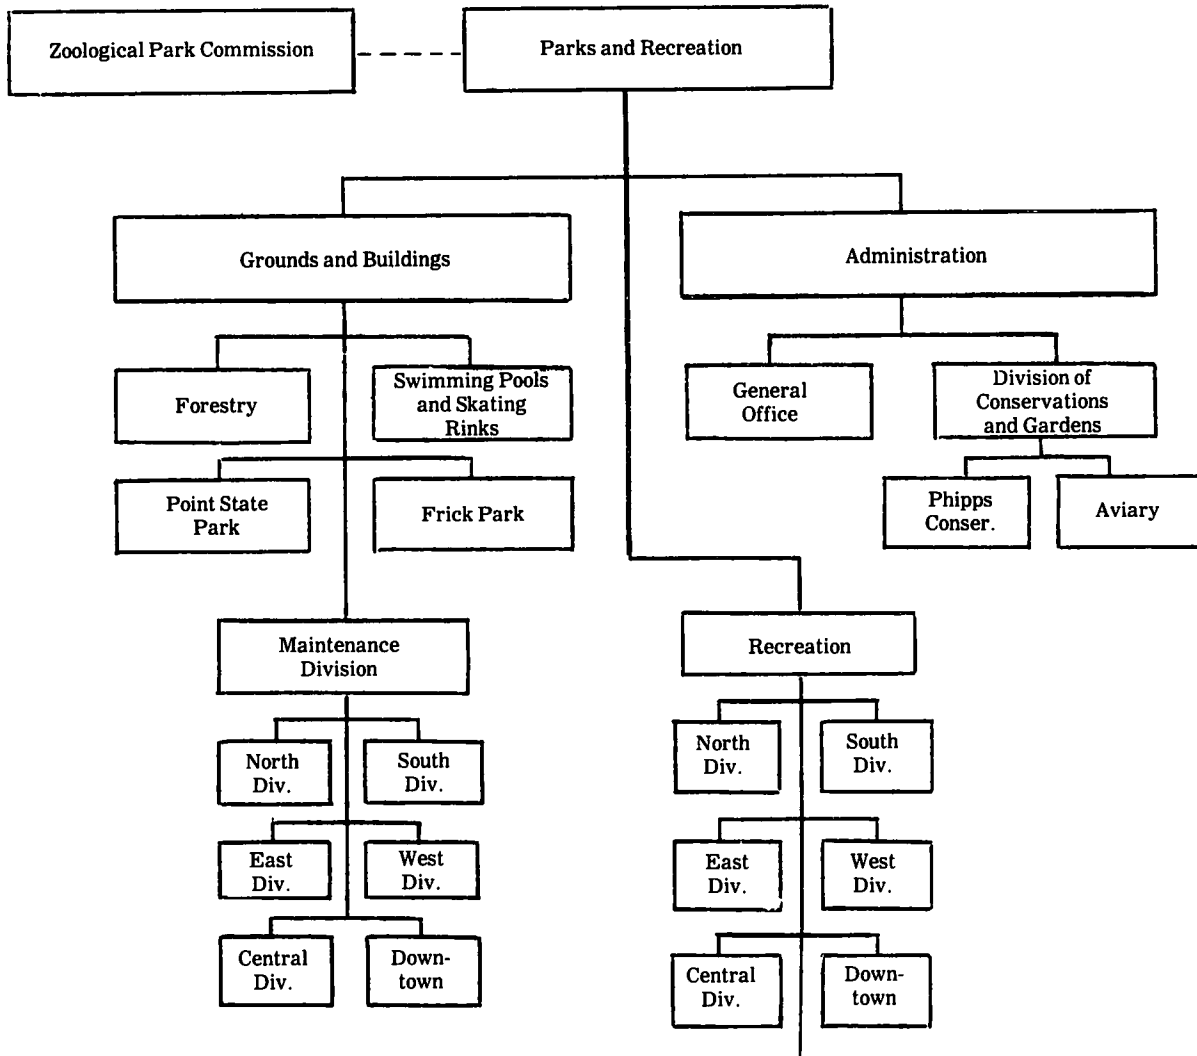 Zoological Park Commission
Parks and Recreation
Grounds and Buildings
Administration
Forestry
Swimming Pools
and Skating
Rinks
General
Office
Division of
Conservations
and Gardens
Point State
Park
Frick Park
Phipps
Conser.
Aviary
Maintenance
Division
Recreation
North
Div.
South
Div.
North
Div.
South
Div.
East
Div.
West
Div.
East
Div.
West
Div.
Central
Div.
Down-
town
Central
Div.
Down-
town